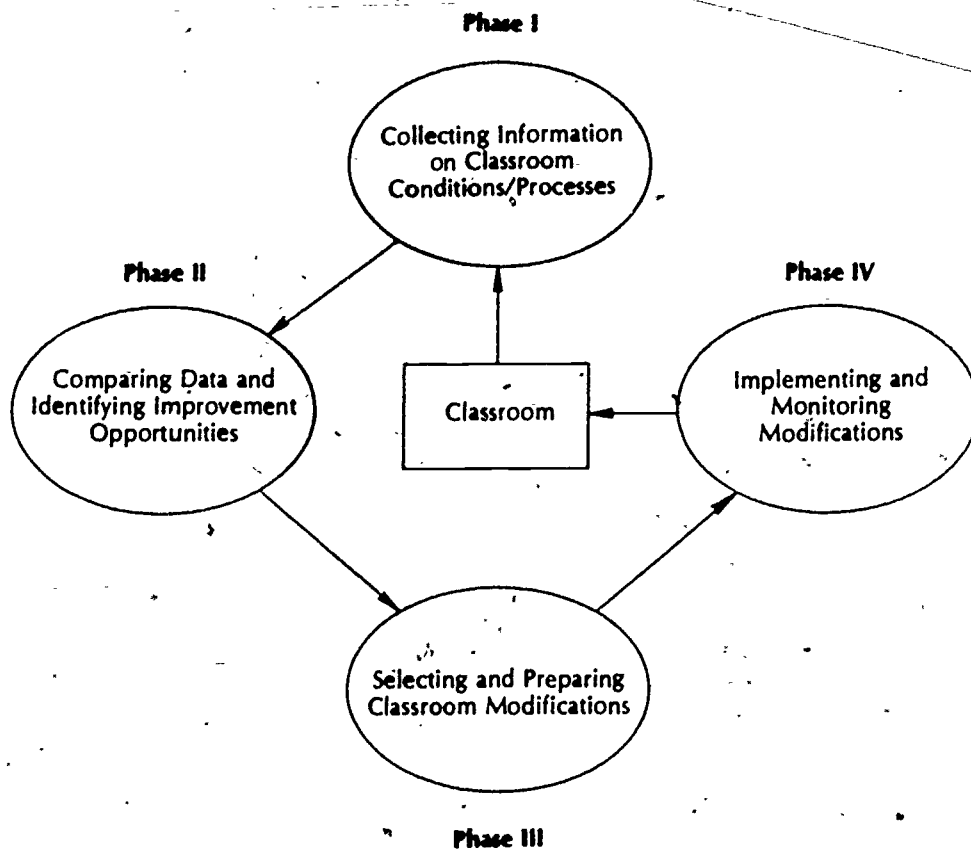 Phase I
Collecting Information
on Classroom
Conditions/Processes
Phase II
Comparing Data and
Identifying Improvement
Opportunities
Classroom
Phase IV
Implementing and
Monitoring
Modifications
Selecting and Preparing
Classroom Modifications
Phase III